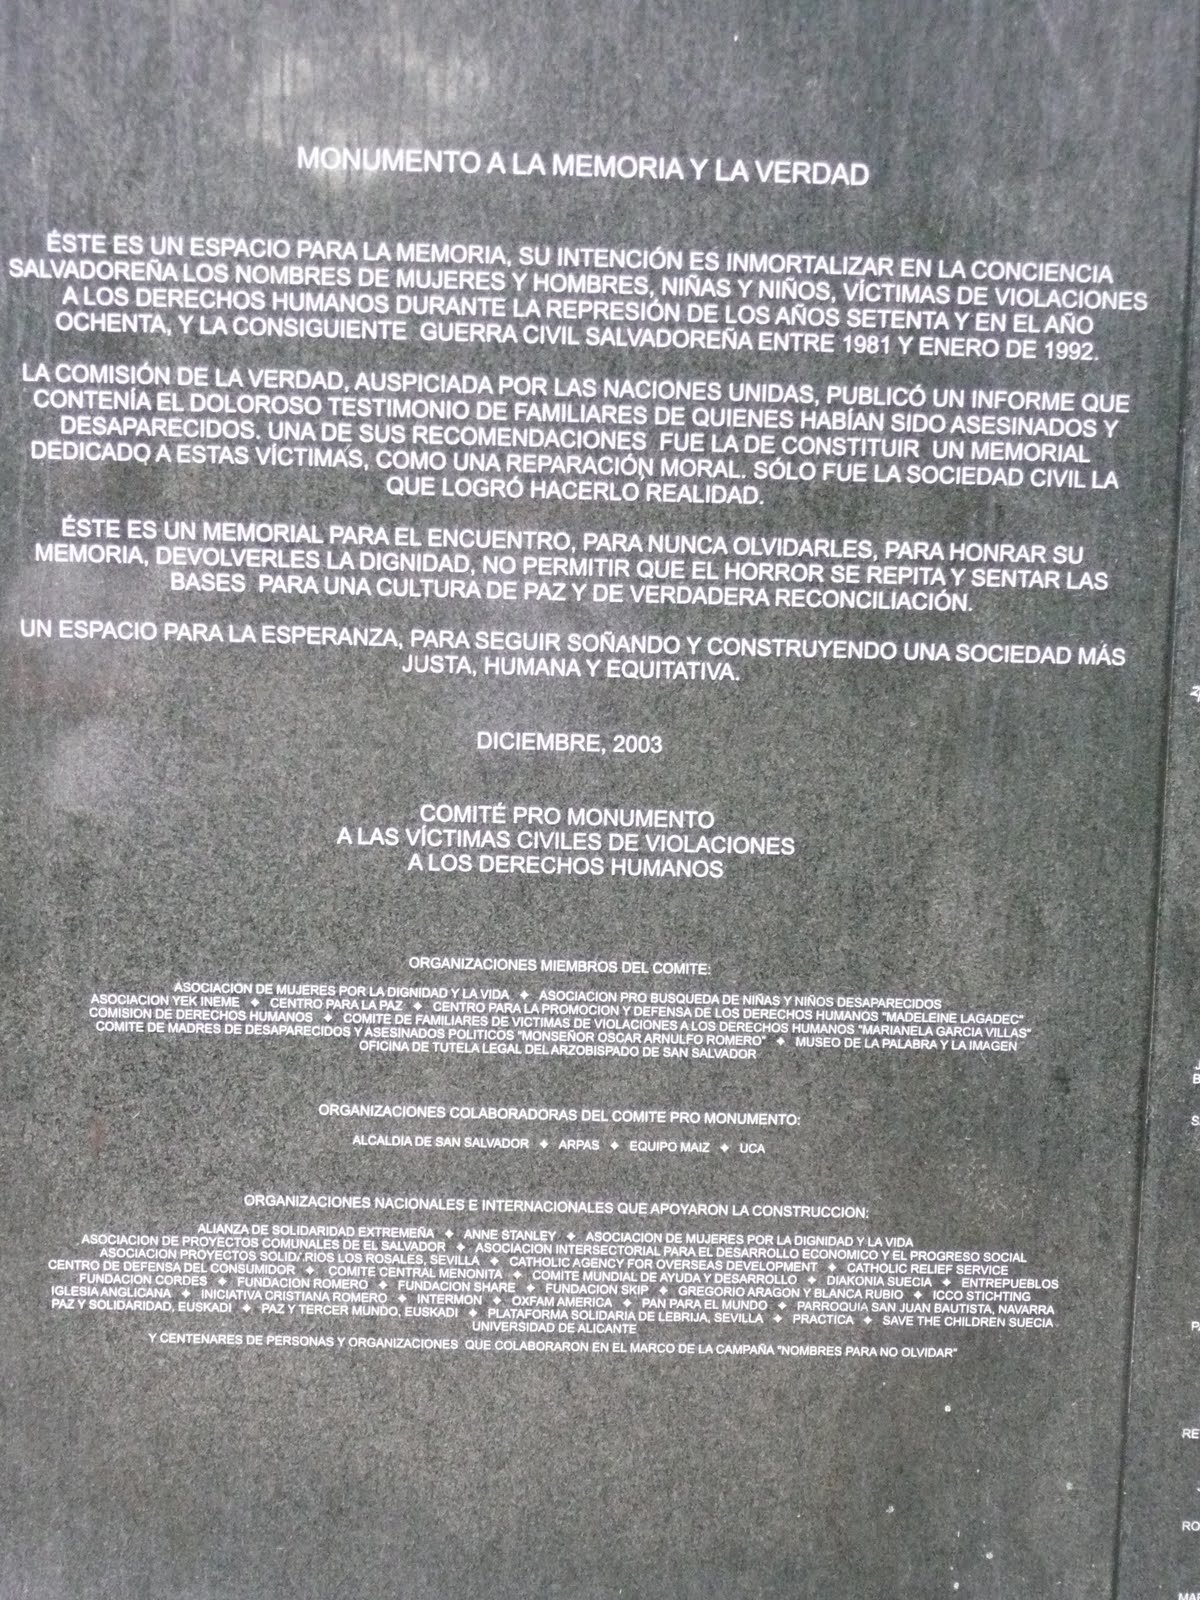 MONUMENTO A LA MEMORIA Y LA VERDAD
ÉSTE ES UN ESPACIO PARA LA MEMORIA, SU INTENCIÓN ES INMORTALIZAR EN LA CONCIENCIA
SALVADOREÑA LOS NOMBRES DE MUJERES Y HOMBRES, NIÑAS Y NIÑOS, VÍCTIMAS DE VIOLACIONES
A LOS DERECHOS HUMANOS DURANTE LA REPRESIÓN DE LOS AÑOS SETENTA Y EN EL AÑO
OCHENTA, Y LA CONSIGUIENTE GUERRA CIVIL SALVADOREÑA ENTRE 1981 Y ENERO DE 1992.
LA COMISIÓN DE LA VERDAD, AUSPICIADA POR LAS NACIONES UNIDAS, PUBLICÓ UN INFORME QUE
CONTENÍA EL DOLOROSO TESTIMONIO DE FAMILIARES DE QUIENES HABÍAN SIDO ASESINADOS Y
DESAPARECIDOS. UNA DE SUS RECOMENDACIONES FUE LA DE CONSTITUIR UN MEMORIAL
DEDICADO A ESTAS VÍCTIMAS, COMO UNA REPARACIÓN MORAL. SÓLO FUE LA SOCIEDAD CIVIL LA
QUE LOGRÓ HACERLO REALIDAD.
ÉSTE ES UN MEMORIAL PARA EL ENCUENTRO, PARA NUNCA OLVIDARLES, PARA HONRAR SU
MEMORIA, DEVOLVERLES LA DIGNIDAD, NO PERMITIR QUE EL HORROR SE REPITA Y SENTAR LAS
BASES PARA UNA CULTURA DE PAZ Y DE VERDADERA RECONCILIACIÓN.
UN ESPACIO PARA LA ESPERANZA, PARA SEGUIR SOÑANDO Y CONSTRUYENDO UNA SOCIEDAD MÁS
JUSTA, HUMANA Y EQUITATIVA.
DICIEMBRE, 2003
COMITÉ PRO MONUMENTO
A LAS VÍCTIMAS CIVILES DE VIOLACIONES
A LOS DERECHOS HUMANOS
ORGANIZACIONES MIEMBROS DEL COMITE:
ASOCIACION DE MUJERES POR LA DIGNIDAD Y LA VIDA ✦ ASOCIACION PRO BUSQUEDA DE NIÑAS Y NIÑOS DESAPARECIDOS
ASOCIACION YEK INEME ✦ CENTRO PARA LA PAZ ✦ CENTRO PARA LA PROMOCION Y DEFENSA DE LOS DERECHOS HUMANOS "MADELEINE LAGADEC"
COMISION DE DERECHOS HUMANOS ✦ COMITE DE FAMILIARES DE VICTIMAS DE VIOLACIONES A LOS DERECHOS HUMANOS "MARIANELA GARCIA VILLAS"
COMITE DE MADRES DE DESAPARECIDOS Y ASESINADOS POLITICOS "MONSEÑOR OSCAR ARNULFO ROMERO" ✦ MUSEO DE LA PALABRA Y LA IMAGEN
OFICINA DE TUTELA LEGAL DEL ARZOBISPADO DE SAN SALVADOR
ORGANIZACIONES COLABORADORAS DEL COMITE PRO MONUMENTO:
ALCALDIA DE SAN SALVADOR ✦ ARPAS ✦ EQUIPO MAIZ ✦ UCA
ORGANIZACIONES NACIONALES E INTERNACIONALES QUE APOYARON LA CONSTRUCCION:
ALIANZA DE SOLIDARIDAD EXTREMEÑA ✦ ANNE STANLEY ✦ ASOCIACION DE MUJERES POR LA DIGNIDAD Y LA VIDA
ASOCIACION DE PROYECTOS COMUNALES DE EL SALVADOR ✦ ASOCIACION INTERSECTORIAL PARA EL DESARROLLO ECONOMICO Y EL PROGRESO SOCIAL
ASOCIACION PROYECTOS SOLIDARIOS LOS ROSALES, SEVILLA ✦ CATHOLIC AGENCY FOR OVERSEAS DEVELOPMENT ✦ CATHOLIC RELIEF SERVICE
CENTRO DE DEFENSA DEL CONSUMIDOR ✦ COMITE CENTRAL MENONITA ✦ COMITE MUNDIAL DE AYUDA Y DESARROLLO ✦ DIAKONIA SUECIA ✦ ENTREPUEBLOS
FUNDACION CORDES ✦ FUNDACION ROMERO ✦ FUNDACION SHARE ✦ FUNDACION SKIP ✦ GREGORIO ARAGON Y BLANCA RUBIO ✦ ICCO STICHTING
IGLESIA ANGLICANA ✦ INICIATIVA CRISTIANA ROMERO ✦ INTERMON ✦ OXFAM AMERICA ✦ PAN PARA EL MUNDO ✦ PARROQUIA SAN JUAN BAUTISTA, NAVARRA
PAZ Y SOLIDARIDAD, EUSKADI ✦ PAZ Y TERCER MUNDO, EUSKADI ✦ PLATAFORMA SOLIDARIA DE LEBRIJA, SEVILLA ✦ PRACTICA ✦ SAVE THE CHILDREN SUECIA
UNIVERSIDAD DE ALICANTE
Y CENTENARES DE PERSONAS Y ORGANIZACIONES QUE COLABORARON EN EL MARCO DE LA CAMPAÑA "NOMBRES PARA NO OLVIDAR"